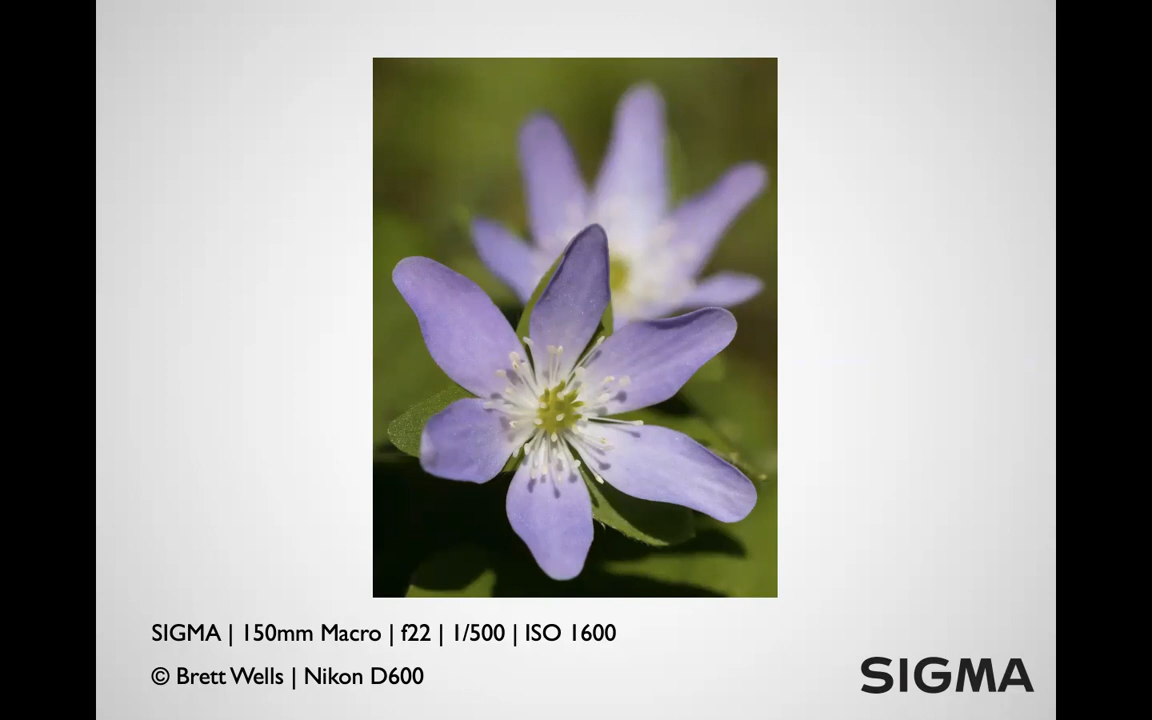 SIGMA | 150mm Macro | f22 | 1/500 | ISO 1600
© Brett Wells | Nikon D600
SIGMA